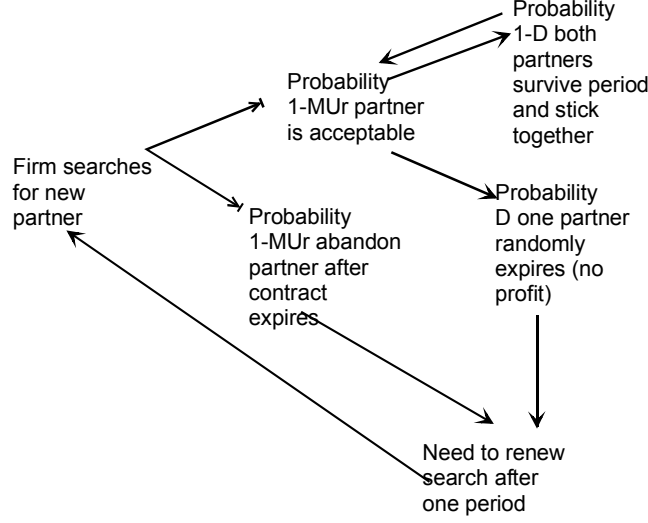 Probability
1-D both
partners
survive period
and stick
together
Probability
1-MUr partner
is acceptable
Firm searches
for new
partner
Probability
1-MUr abandon
partner after
contract
expires
Probability
D one partner
randomly
expires (no
profit)
Need to renew
search after
one period